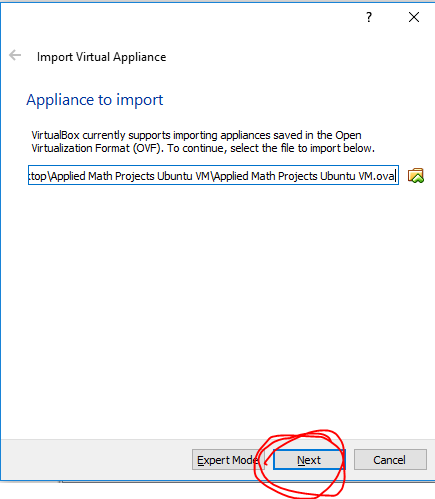 ?
Import Virtual Appliance
Appliance to import
VirtualBox currently supports importing appliances saved in the Open
Virtualization Format (OVF). To continue, select the file to import below.
top\Applied Math Projects Ubuntu VM\Applied Math Projects Ubuntu VM.ova
Expert Mode Next Cancel